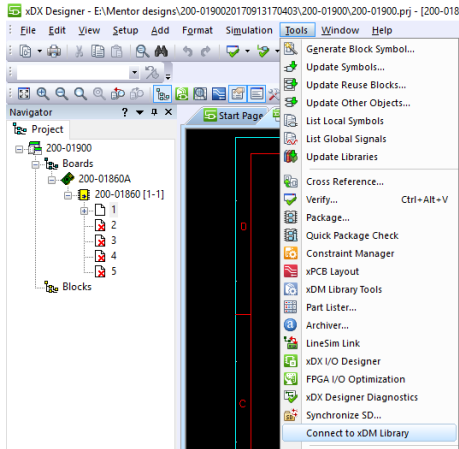 xDX Designer - E:\Mentor designs\200-0190020170913170403\200-01900\200-01900.prj - [200-018
File Edit View Setup Add Format Simulation Tools Window Help
Navigator
Start Page
Project
200-01900
Boards
200-01860A
200-01860 [1-1]
1
2
3
4
5
Blocks
D
C
Generate Block Symbol...
Update Symbols...
Update Reuse Blocks...
Update Other Objects...
List Local Symbols
List Global Signals
Update Libraries
Cross Reference...
Verify... Ctrl+Alt+V
Package...
Quick Package Check
Constraint Manager
xPCB Layout
xDM Library Tools
Part Lister...
Archiver...
LineSim Link
xDX I/O Designer
FPGA I/O Optimization
xDX Designer Diagnostics
Synchronize SD...
Connect to xDM Library